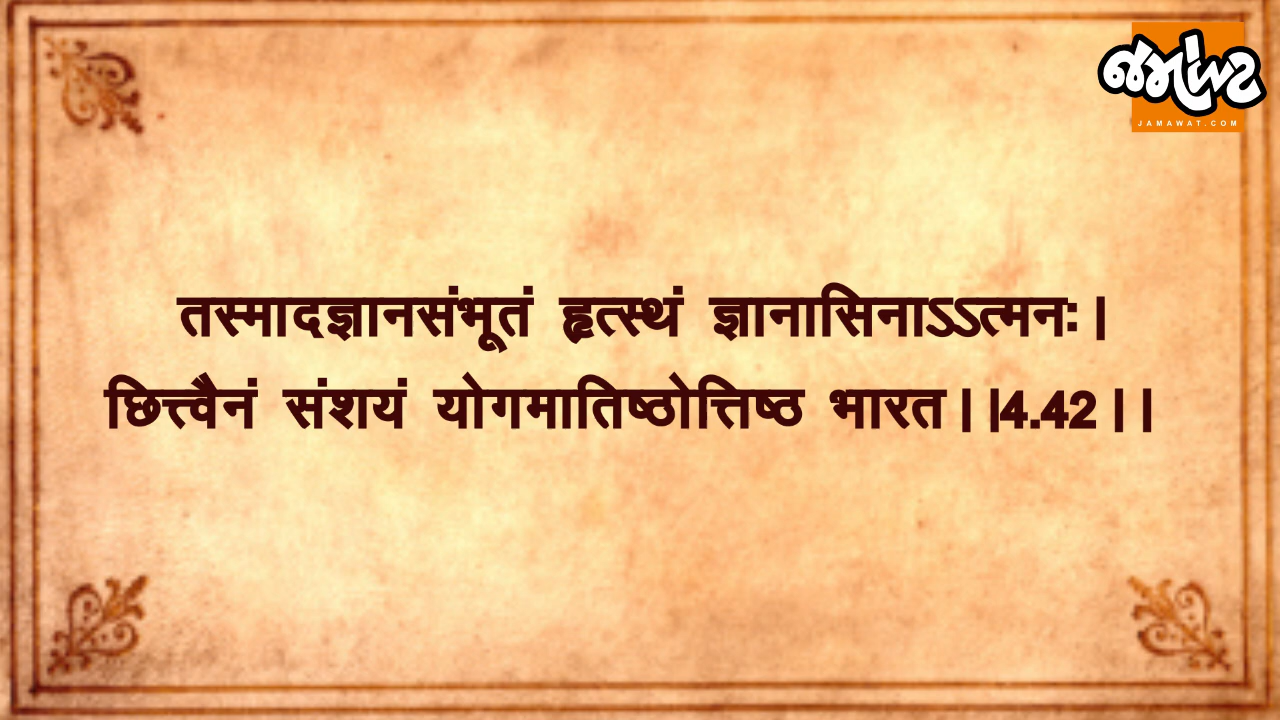 જમાવટ
JAMAWAT.COM
तस्मादज्ञानसंभूतं हृत्स्थं ज्ञानासिनाऽऽत्मनः |
छित्त्वैनं संशयं योगमातिष्ठोत्तिष्ठ भारत | |4.42 | |